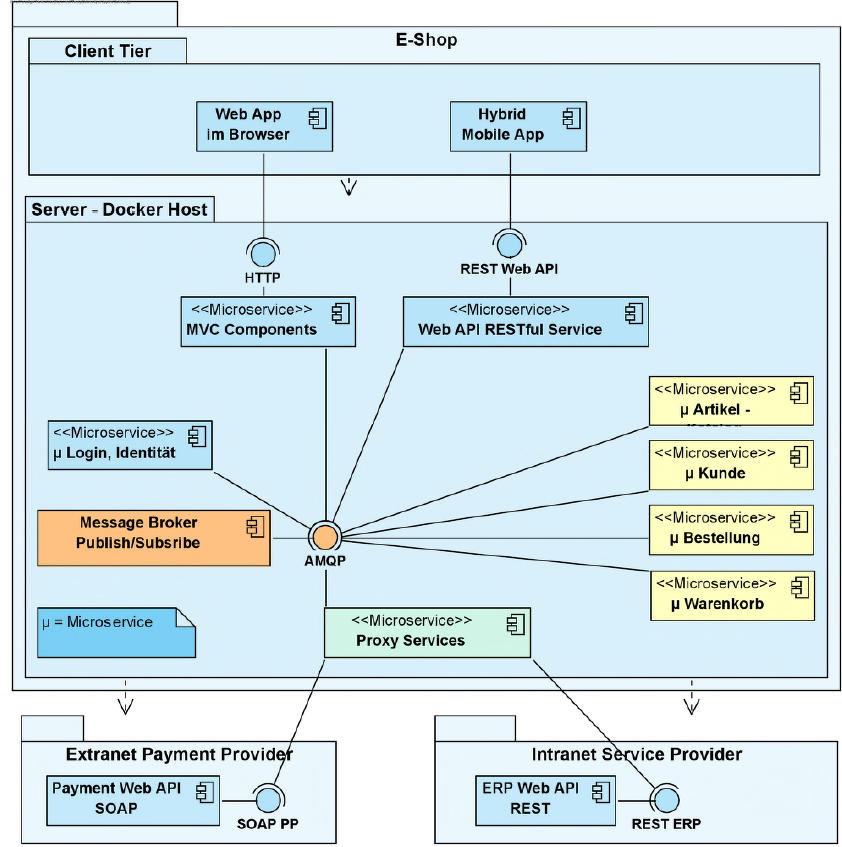 E-Shop
Client Tier
Web App
im Browser
Hybrid
Mobile App
Server - Docker Host
HTTP
REST Web API
<<Microservice>>
MVC Components
<<Microservice>>
Web API RESTful Service
<<Microservice>>
µ Artikel -
<<Microservice>>
µ Login, Identität
<<Microservice>>
µ Kunde
Message Broker
Publish/Subsribe
AMQP
<<Microservice>>
µ Bestellung
<<Microservice>>
µ Warenkorb
µ = Microservice
<<Microservice>>
Proxy Services
Extranet Payment Provider
Payment Web API
SOAP
SOAP PP
Intranet Service Provider
ERP Web API
REST
REST ERP